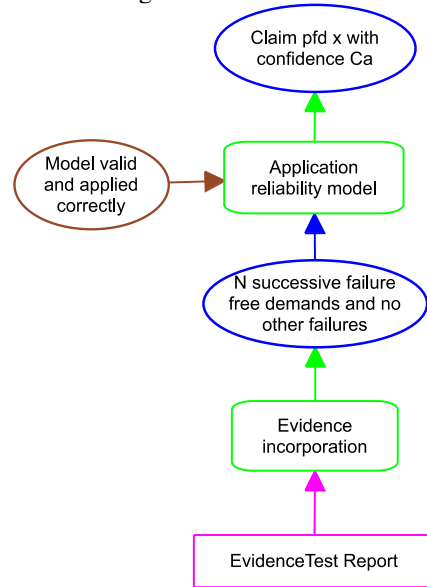 Claim pfd x with
confidence Ca
Model valid
and applied
correctly
Application
reliability model
N successive failure
free demands and no
other failures
Evidence
incorporation
EvidenceTest Report